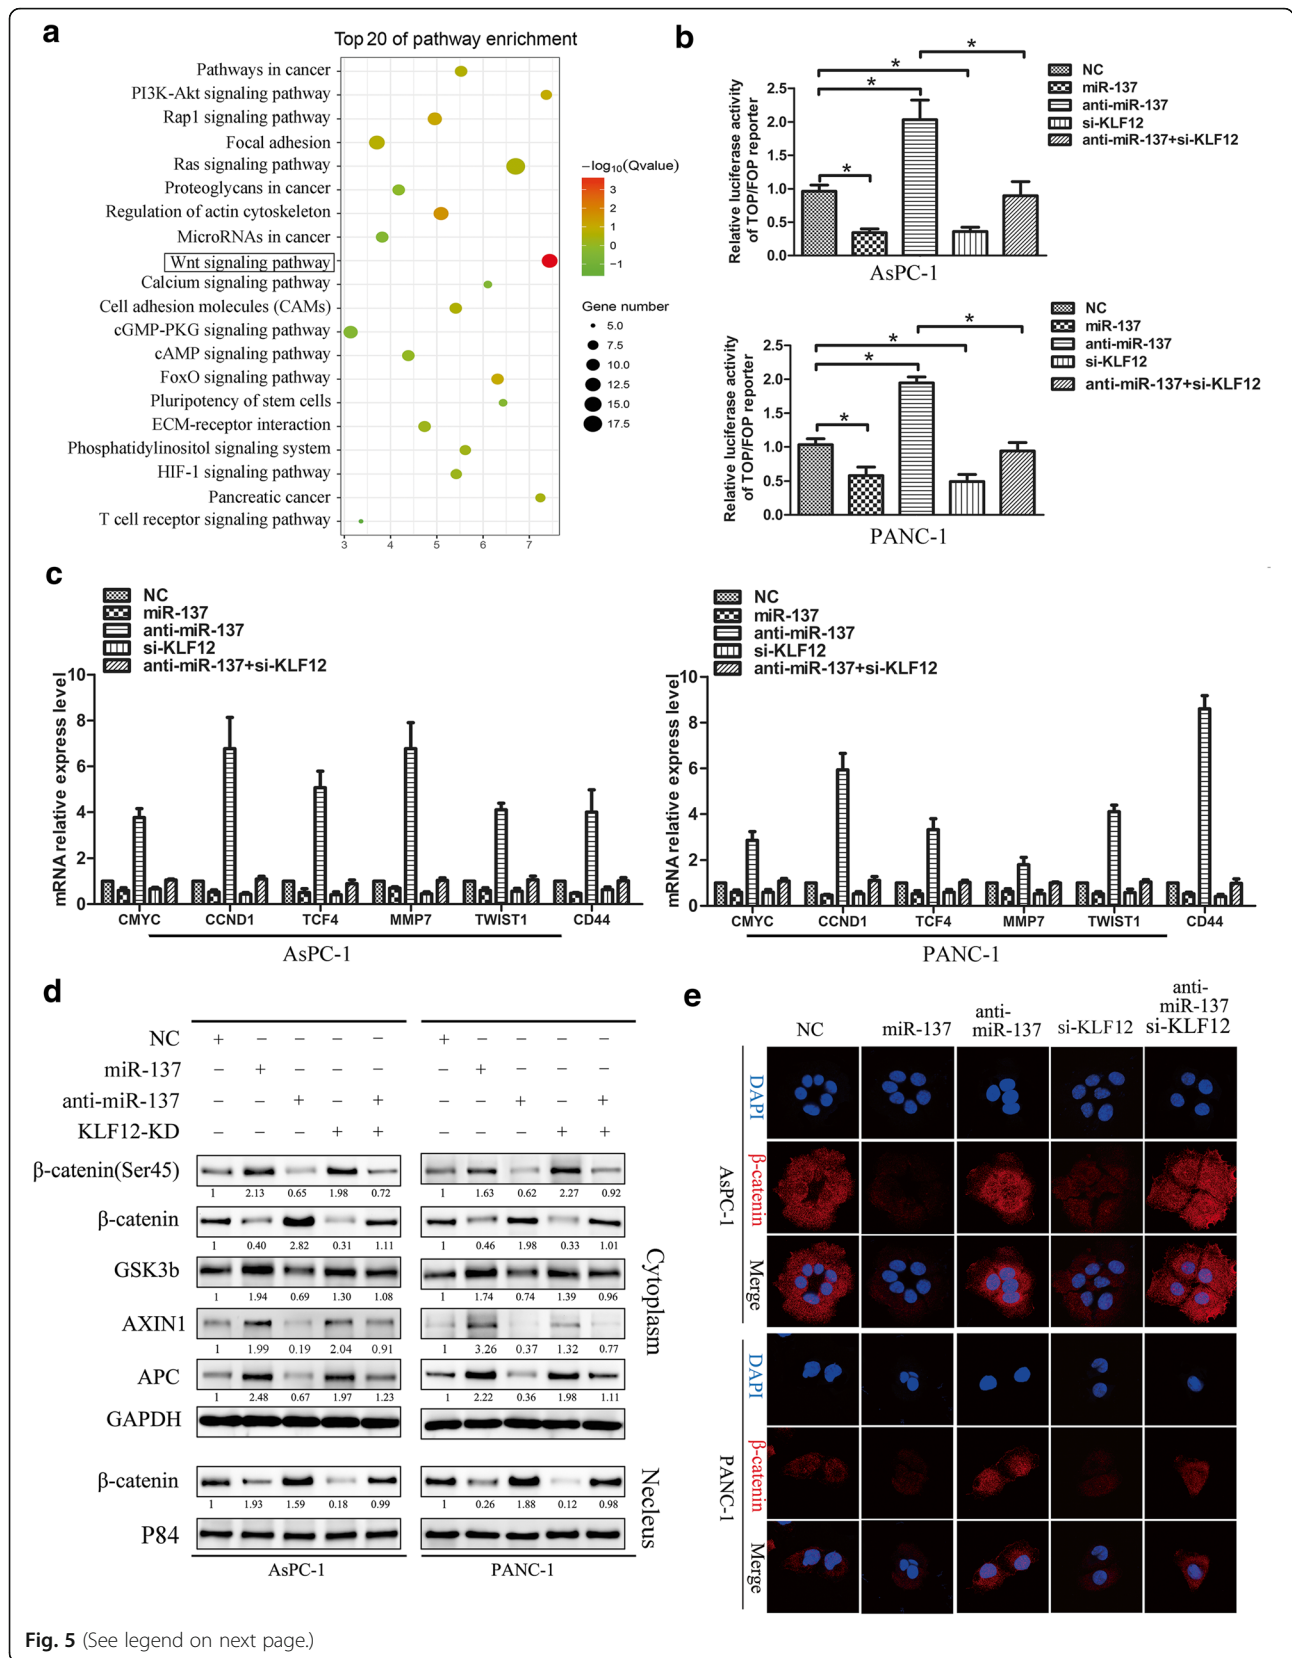 a
Top 20 of pathway enrichment
Pathways in cancer
PI3K-Akt signaling pathway
Rap1 signaling pathway
Focal adhesion
Ras signaling pathway
Proteoglycans in cancer
Regulation of actin cytoskeleton
MicroRNAs in cancer
Wnt signaling pathway
Calcium signaling pathway
Cell adhesion molecules (CAMs)
cGMP-PKG signaling pathway
cAMP signaling pathway
FoxO signaling pathway
Pluripotency of stem cells
ECM-receptor interaction
Phosphatidylinositol signaling system
HIF-1 signaling pathway
Pancreatic cancer
T cell receptor signaling pathway
3 4 5 6 7
−log10(Qvalue)
3
2
1
0
−1
Gene number
5.0
7.5
10.0
12.5
15.0
17.5
b
Relative luciferase activity
of TOP/FOP reporter
2.5
2.0
1.5
1.0
0.5
0.0
* * * *
AsPC-1
NC
miR-137
anti-miR-137
si-KLF12
anti-miR-137+si-KLF12
Relative luciferase activity
of TOP/FOP reporter
2.5
2.0
1.5
1.0
0.5
0.0
* * * *
PANC-1
NC
miR-137
anti-miR-137
si-KLF12
anti-miR-137+si-KLF12
c
NC
miR-137
anti-miR-137
si-KLF12
anti-miR-137+si-KLF12
mRNA relative express level
10
8
6
4
2
0
CMYC CCND1 TCF4 MMP7 TWIST1 CD44
AsPC-1
NC
miR-137
anti-miR-137
si-KLF12
anti-miR-137+si-KLF12
mRNA relative express level
10
8
6
4
2
0
CMYC CCND1 TCF4 MMP7 TWIST1 CD44
PANC-1
d
NC + − − − − + − − − −
miR-137 − + − − − − + − − −
anti-miR-137 − − + − + − − + − +
KLF12-KD − − − + + − − − + +
β-catenin(Ser45)
1 2.13 0.65 1.98 0.72 1 1.63 0.62 2.27 0.92
β-catenin
1 0.40 2.82 0.31 1.11 1 0.46 1.98 0.33 1.01
GSK3b
1 1.94 0.69 1.30 1.08 1 1.74 0.74 1.39 0.96
AXIN1
1 1.99 0.19 2.04 0.91 1 3.26 0.37 1.32 0.77
APC
1 2.48 0.67 1.97 1.23 1 2.22 0.36 1.98 1.11
GAPDH
Cytoplasm
β-catenin
1 1.93 1.59 0.18 0.99 1 0.26 1.88 0.12 0.98
P84
Necleus
AsPC-1 PANC-1
e
NC
miR-137
anti-
miR-137
si-KLF12
anti-
miR-137
si-KLF12
AsPC-1
DAPI
β-catenin
Merge
PANC-1
DAPI
β-catenin
Merge
Fig. 5 (See legend on next page.)